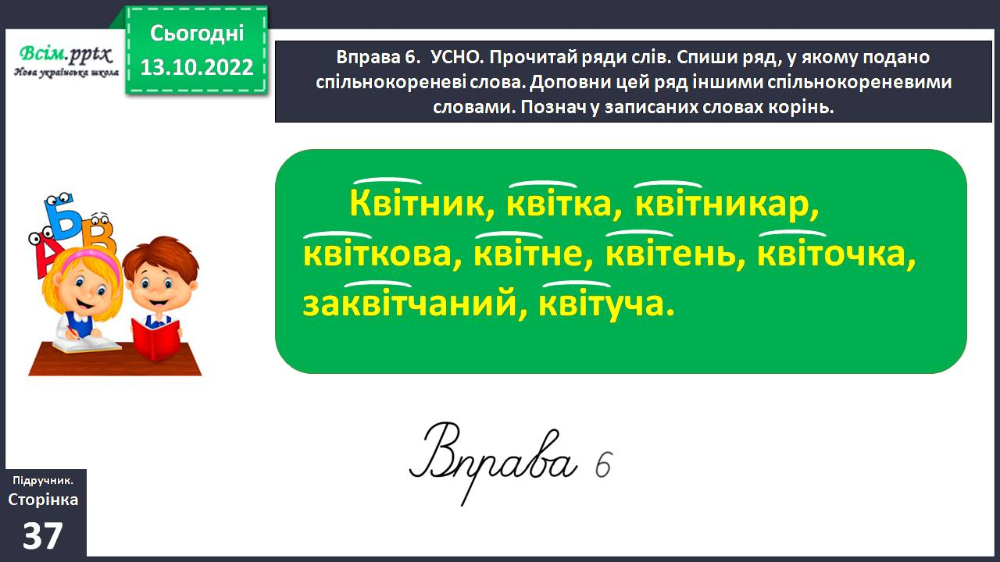 Сьогодні
13.10.2022
Всім.pptx
Нова українська школа
Вправа 6. УСНО. Прочитай ряди слів. Спиши ряд, у якому подано
спільнокореневі слова. Доповни цей ряд іншими спільнокореневими
словами. Познач у записаних словах корінь.
Квітник, квітка, квітникар,
квіткова, квітне, квітень, квіточка,
заквітчаний, квітуча.
АБВ
Вправа 6
Підручник.
Сторінка
37